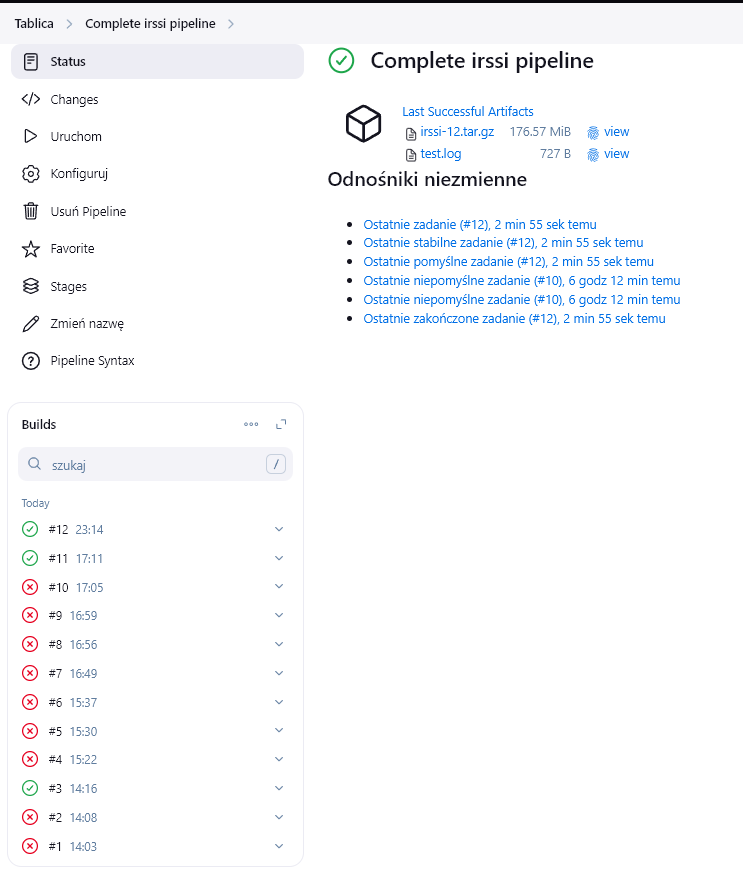 Tablica > Complete irssi pipeline >
Status
Changes
Uruchom
Konfiguruj
Usuń Pipeline
Favorite
Stages
Zmień nazwę
Pipeline Syntax
Builds
szukaj /
Today
#12 23:14
#11 17:11
#10 17:05
#9 16:59
#8 16:56
#7 16:49
#6 15:37
#5 15:30
#4 15:22
#3 14:16
#2 14:08
#1 14:03
Complete irssi pipeline
Last Successful Artifacts
irssi-12.tar.gz 176.57 MiB view
test.log 727 B view
Odnośniki niezmienne
Ostatnie zadanie (#12), 2 min 55 sek temu
Ostatnie stabilne zadanie (#12), 2 min 55 sek temu
Ostatnie pomyślne zadanie (#12), 2 min 55 sek temu
Ostatnie niepomyślne zadanie (#10), 6 godz 12 min temu
Ostatnie niepomyślne zadanie (#10), 6 godz 12 min temu
Ostatnie zakończone zadanie (#12), 2 min 55 sek temu